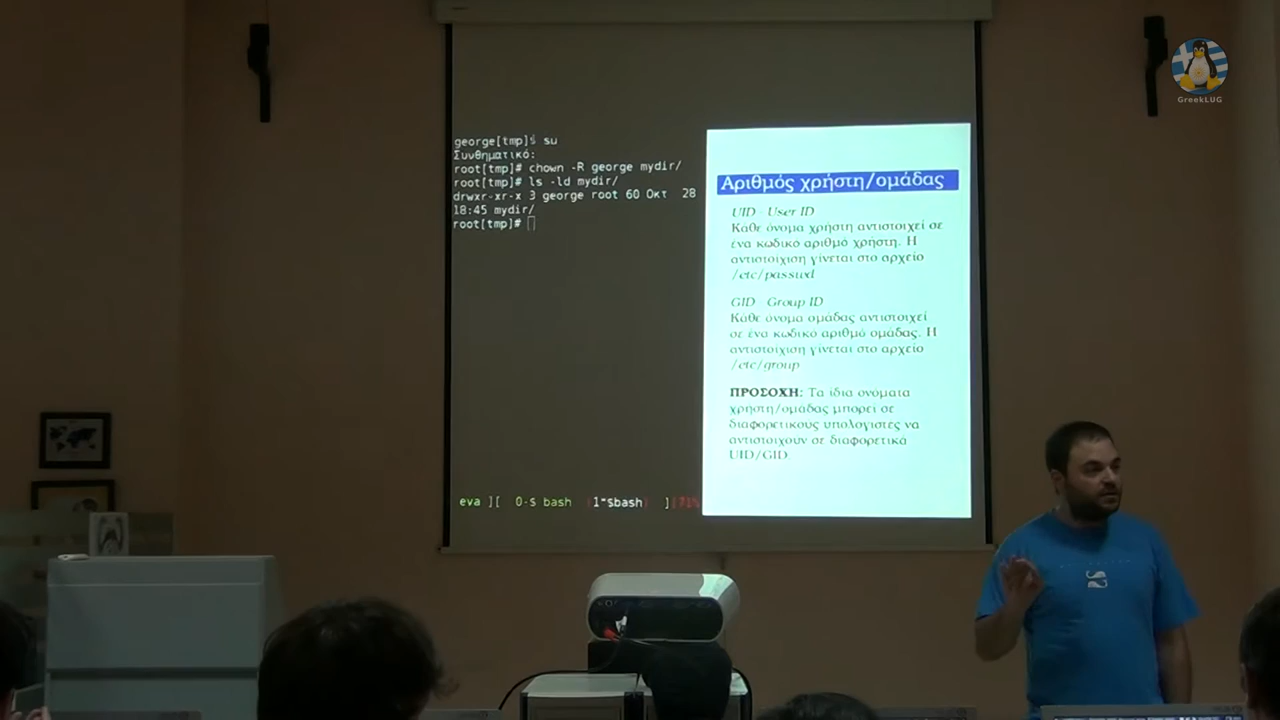 GreekLUG
george[tmp]$ su
Συνθηματικό:
root[tmp]# chown -R george mydir/
root[tmp]# ls -ld mydir/
drwxr-xr-x 3 george root 60 Οκτ 28
18:45 mydir/
root[tmp]#
eva ][ 0-$ bash (1*$bash) ][71%
Αριθμός χρήστη/ομάδας
UID - User ID
Κάθε όνομα χρήστη αντιστοιχεί σε
ένα κωδικό αριθμό χρήστη. Η
αντιστοίχιση γίνεται στο αρχείο
/etc/passwd
GID - Group ID
Κάθε όνομα ομάδας αντιστοιχεί
σε ένα κωδικό αριθμό ομάδας. Η
αντιστοίχιση γίνεται στο αρχείο
/etc/group
ΠΡΟΣΟΧΗ: Τα ίδια ονόματα
χρήστη/ομάδας μπορεί σε
διαφορετικούς υπολογιστές να
αντιστοιχούν σε διαφορετικά
UID/GID